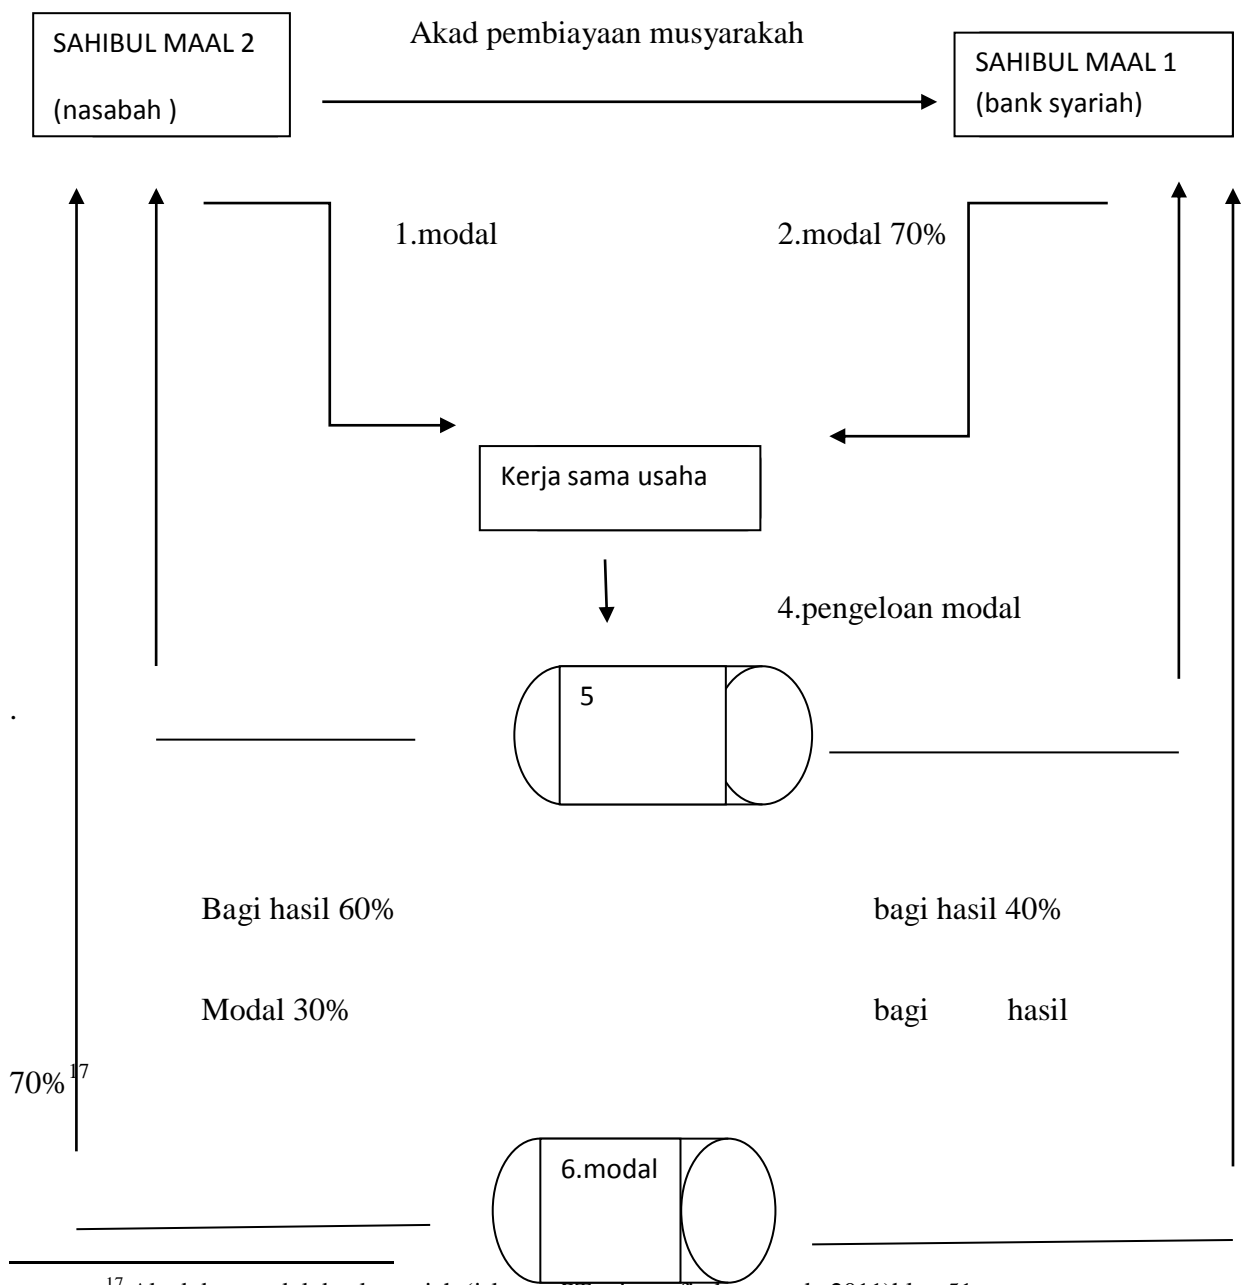 Akad pembiayaan musyarakah
SAHIBUL MAAL 2
(nasabah )
SAHIBUL MAAL 1
(bank syariah)
1.modal
2.modal 70%
Kerja sama usaha
4.pengeloan modal
5
.
Bagi hasil 60%
bagi hasil 40%
Modal 30%
bagi hasil
70% 17
6.modal
17